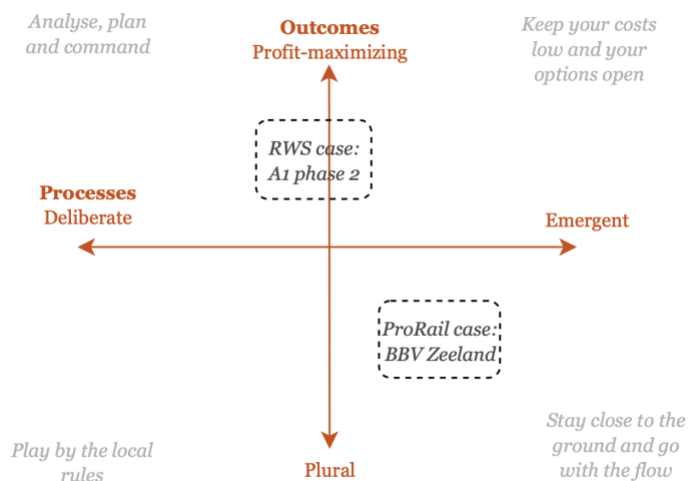 Analyse, plan
and command
Outcomes
Profit-maximizing
Keep your costs
low and your
options open
RWS case:
A1 phase 2
Processes
Deliberate
Emergent
ProRail case:
BBV Zeeland
Play by the local
rules
Plural
Stay close to the
ground and go
with the flow